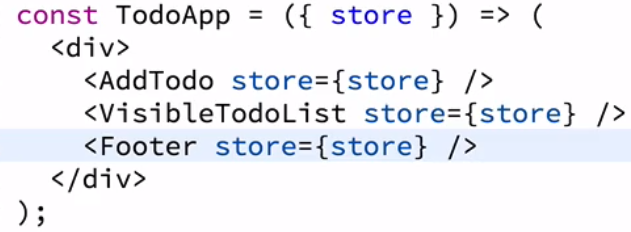 const TodoApp = ({ store }) => (
  <div>
    <AddTodo store={store} />
    <VisibleTodoList store={store} />
    <Footer store={store} />
  </div>
);